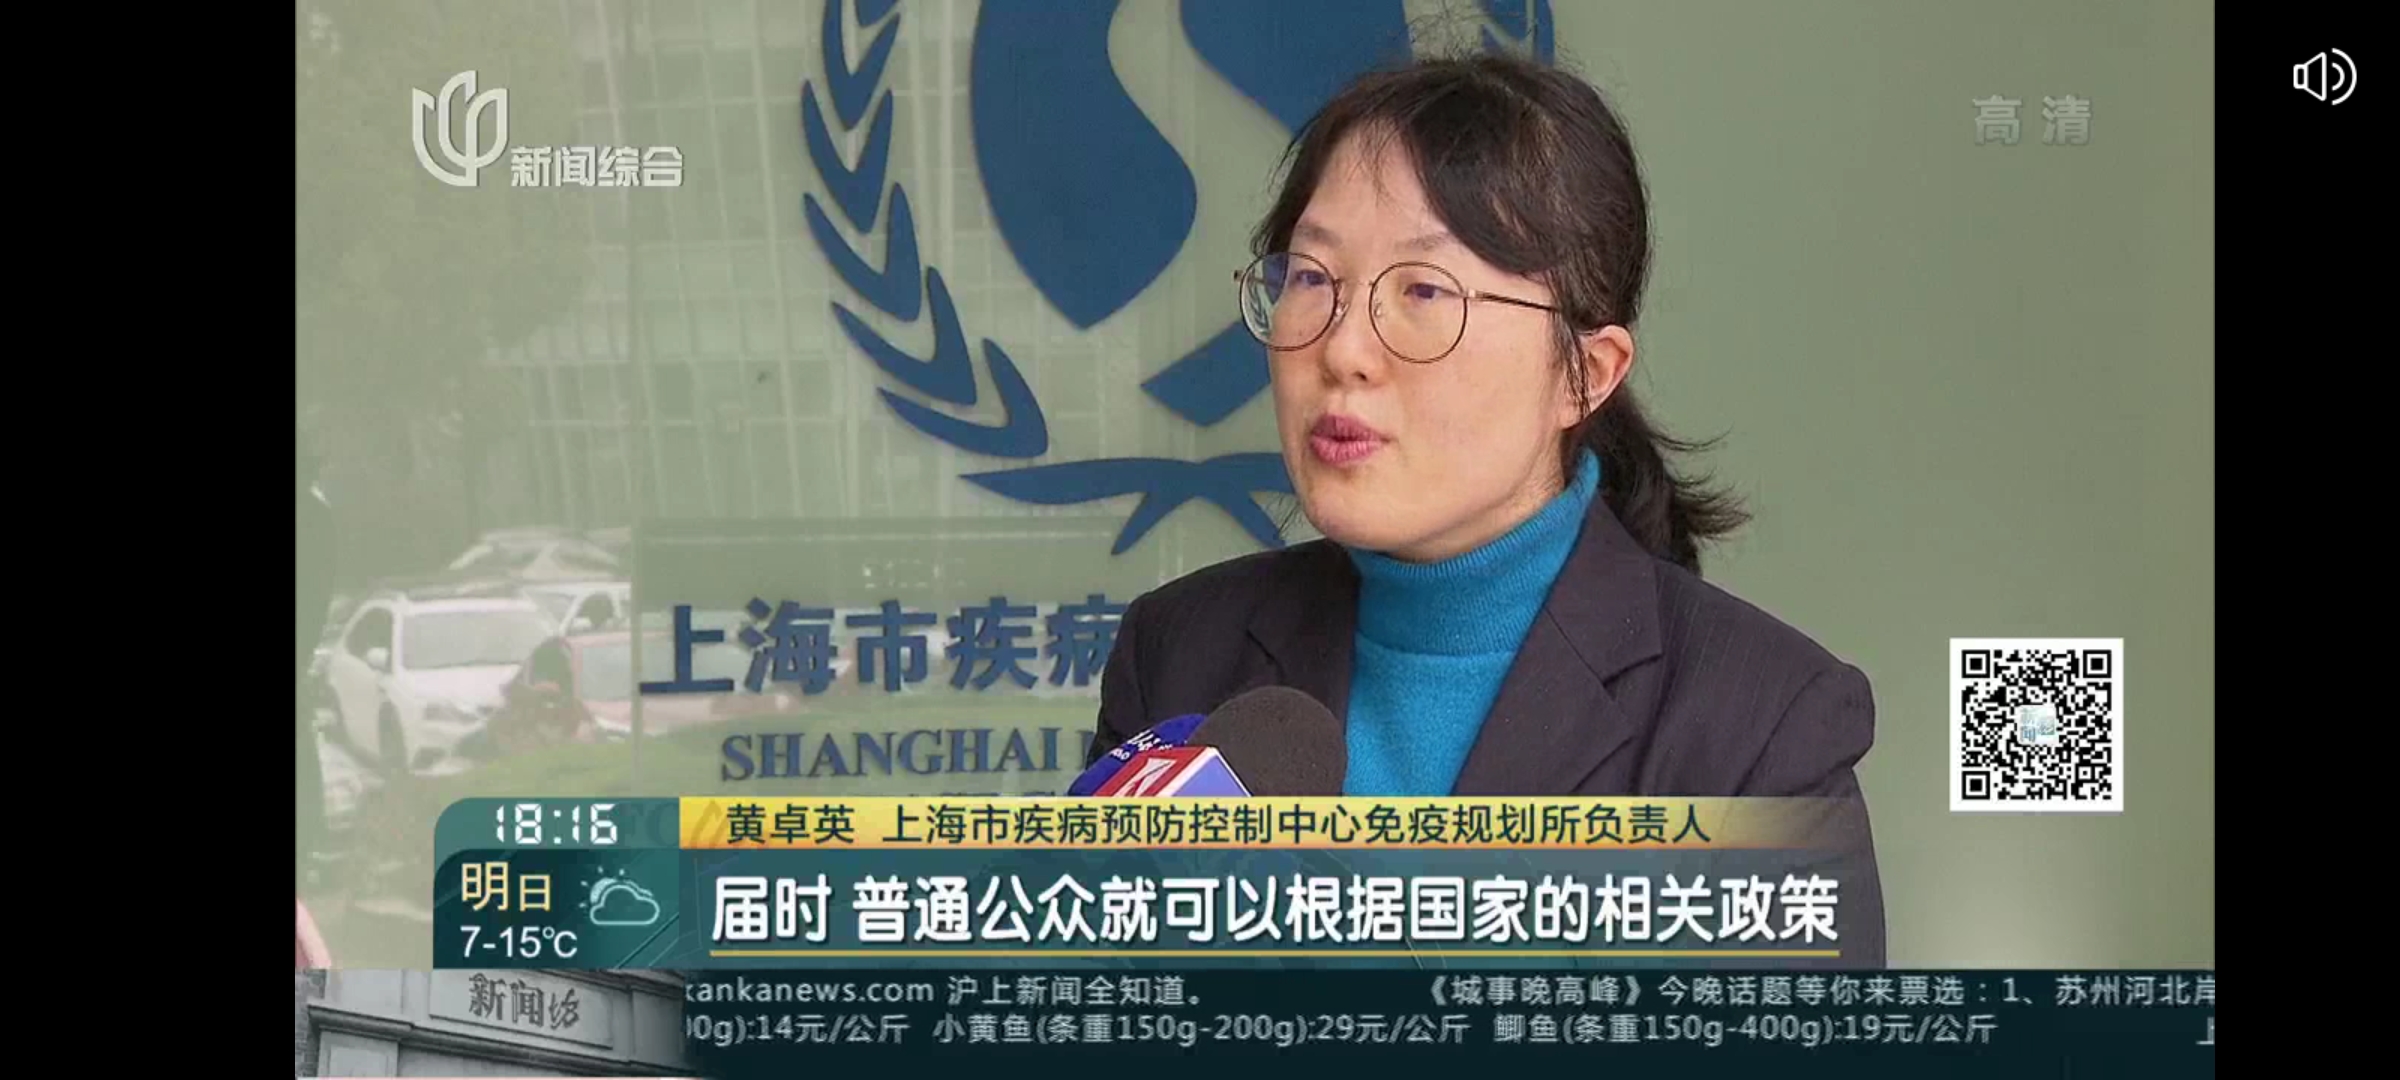 新闻综合
高清
上海市疾病
SHANGHAI
18:16
黄卓英 上海市疾病预防控制中心免疫规划所负责人
明日
7-15℃
届时 普通公众就可以根据国家的相关政策
新闻坊
kankanews.com 沪上新闻全知道。 《城事晚高峰》今晚话题等你来票选：1、苏州河北岸
00g):14元/公斤 小黄鱼(条重150g-200g):29元/公斤 鲫鱼(条重150g-400g):19元/公斤